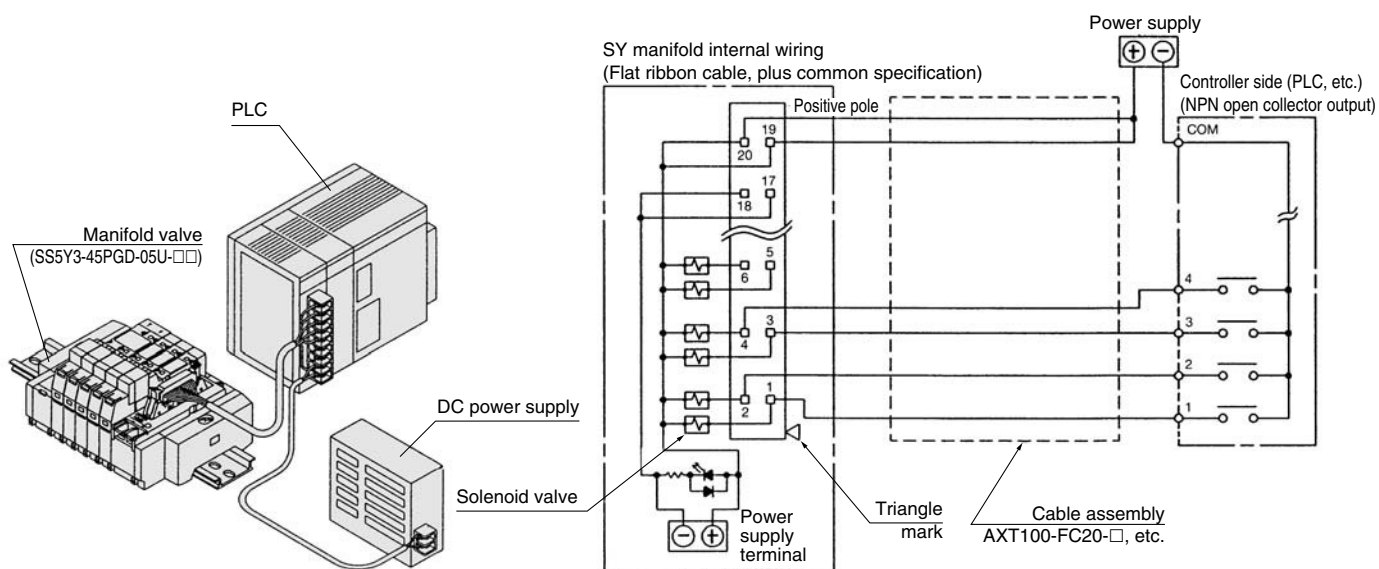 PLC
Manifold valve
(SS5Y3-45PGD-05U-□□)
DC power supply
Solenoid valve
SY manifold internal wiring
(Flat ribbon cable, plus common specification)
Positive pole
20 19
18 17
6 5
4 3
2 1
Power
supply
terminal
Triangle
mark
Cable assembly
AXT100-FC20-□, etc.
Power supply
Controller side (PLC, etc.)
(NPN open collector output)
COM
4
3
2
1